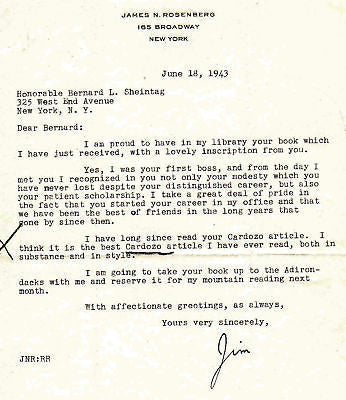 JAMES N. ROSENBERG
165 BROADWAY
NEW YORK
June 18, 1943
Honorable Bernard L. Sheintag
325 West End Avenue
New York, N. Y.
Dear Bernard:
I am proud to have in my library your book which
I have just received, with a lovely inscription from you.
Yes, I was your first boss, and from the day I
met you I recognized in you not only your modesty which you
have never lost despite your distinguished career, but also
your patient scholarship. I take a great deal of pride in
the fact that you started your career in my office and that
we have been the best of friends in the long years that have
gone by since them.
I have long since read your Cardozo article. I
think it is the best Cardozo article I have ever read, both in
substance and in style.
I am going to take your book up to the Adiron-
dacks with me and reserve it for my mountain reading next
month.
With affectionate greetings, as always,
Yours very sincerely,
Jim
JNR:RR